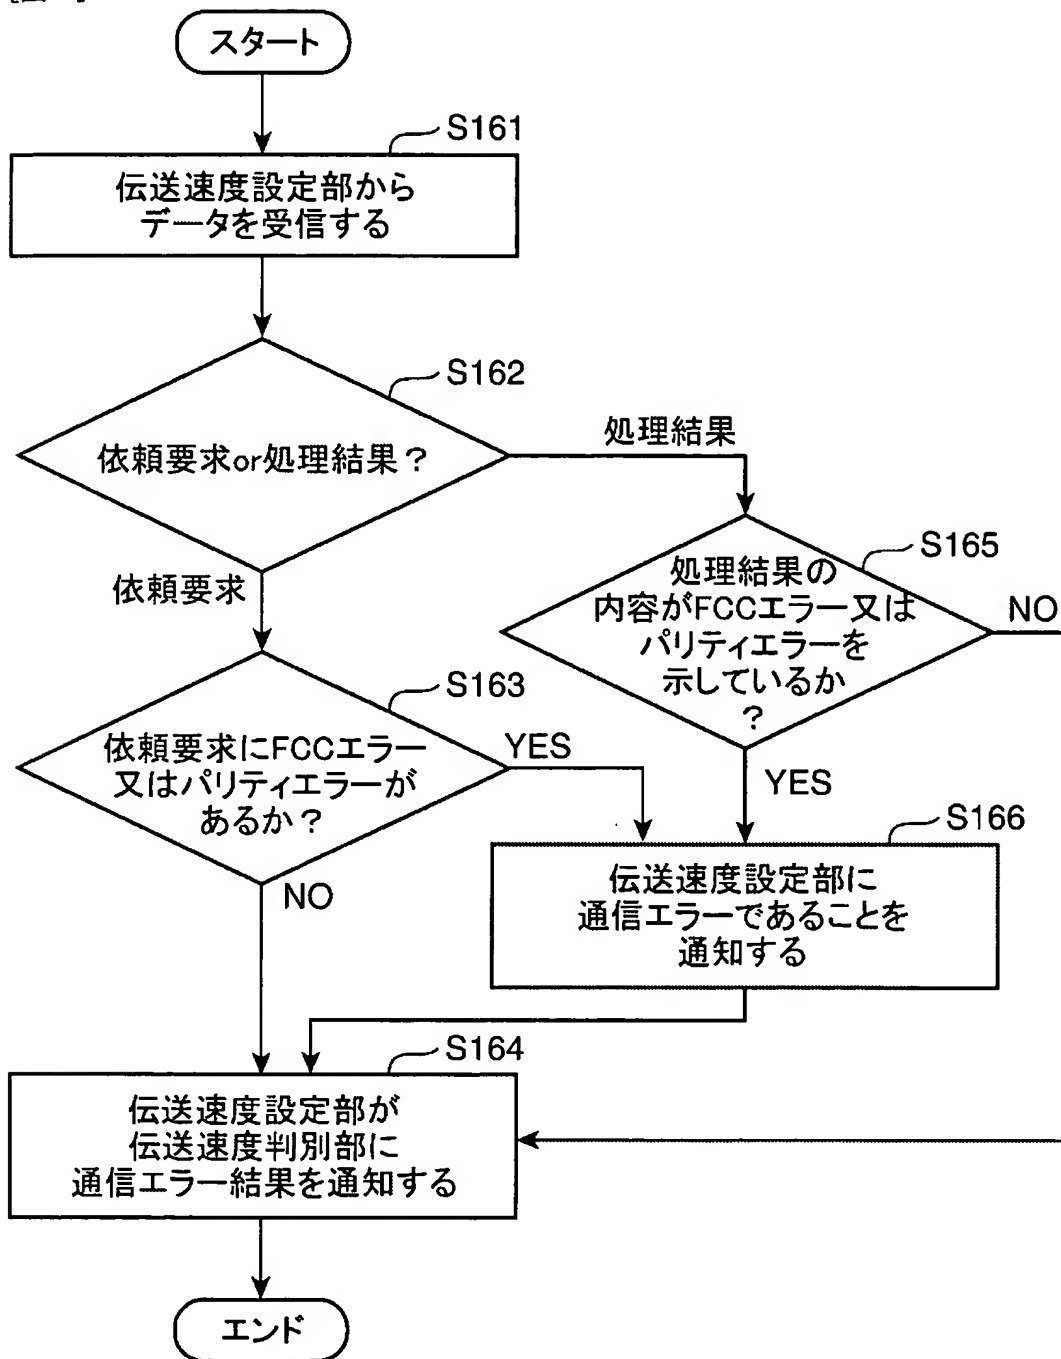 スタート
S161
伝送速度設定部から
データを受信する
S162
依頼要求or処理結果？
処理結果
依頼要求
S165
処理結果の
内容がFCCエラー又は
パリティエラーを
示しているか
？
NO
YES
S163
依頼要求にFCCエラー
又はパリティエラーが
あるか？
YES
NO
S166
伝送速度設定部に
通信エラーであることを
通知する
S164
伝送速度設定部が
伝送速度判別部に
通信エラー結果を通知する
エンド